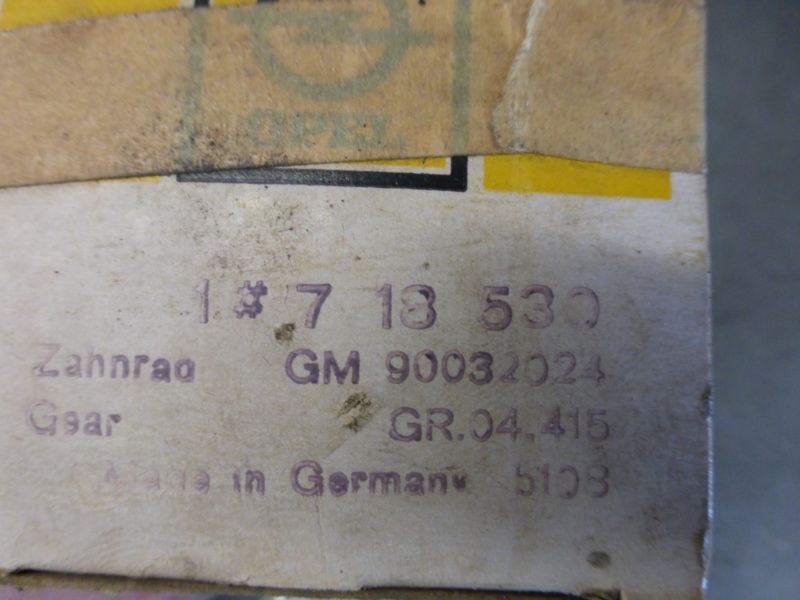 OPEL
1 # 7 18 530
Zahnrad GM 90032024
Gear GR.04.415
Made in Germany 5108